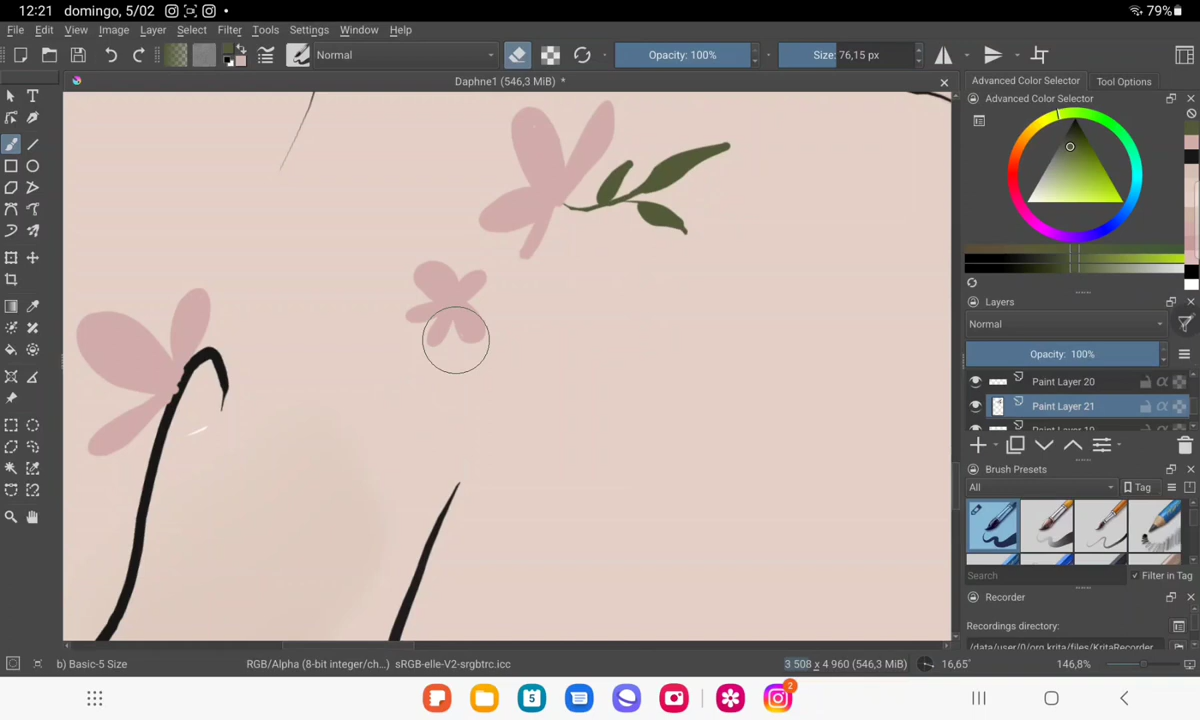 12:21 domingo, 5/02 79%
File Edit View Image Layer Select Filter Tools Settings Window Help
Normal Opacity: 100% Size: 76,15 px
Daphne1 (546,3 MiB) *
Advanced Color Selector Tool Options
Advanced Color Selector
Layers
Normal
Opacity: 100%
Paint Layer 20
Paint Layer 21
Paint Layer 19
Brush Presets
All Tag
Search Filter in Tag
Recorder
Recordings directory:
/data/user/0/org.krita/files/KritaRecorder
b) Basic-5 Size RGB/Alpha (8-bit integer/ch...) sRGB-elle-V2-srgbtrc.icc 3 508 x 4 960 (546,3 MiB) 16,65° 146,8%
5 2